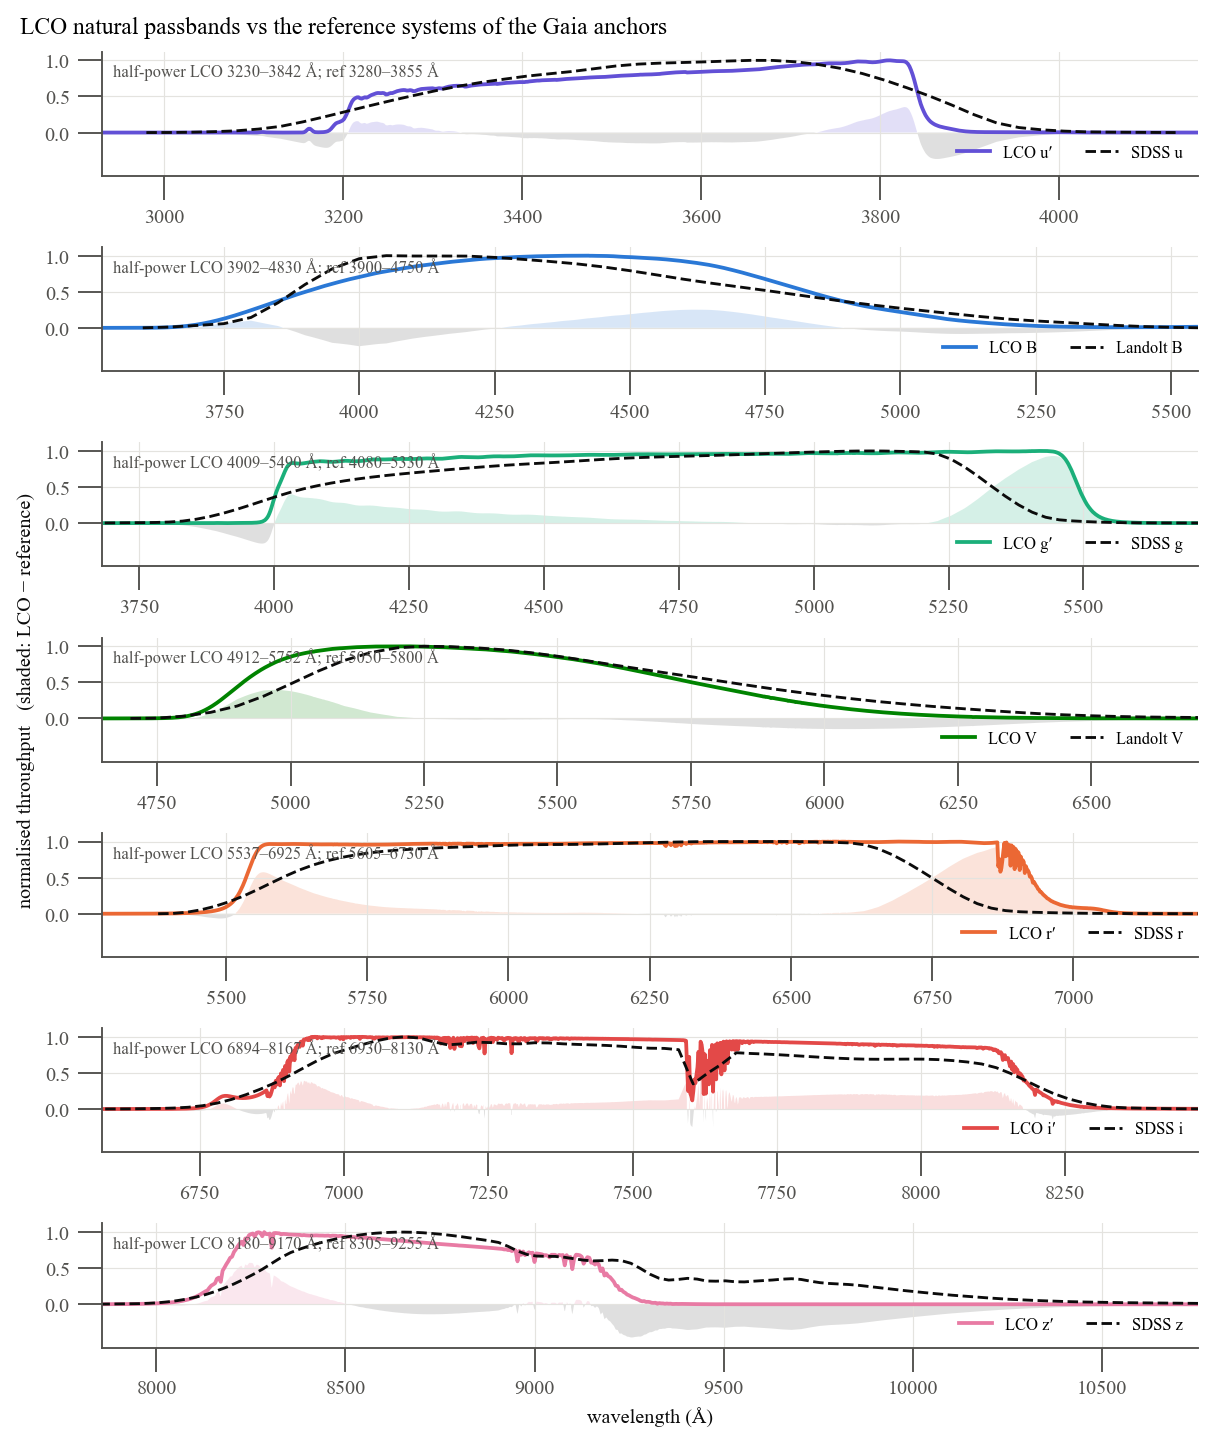 LCO natural passbands vs the reference systems of the Gaia anchors
normalised throughput (shaded: LCO − reference)
1.0
0.5
0.0
half-power LCO 3230–3842 Å; ref 3280–3855 Å
LCO u′
SDSS u
3000 3200 3400 3600 3800 4000
1.0
0.5
0.0
half-power LCO 3902–4830 Å; ref 3900–4750 Å
LCO B
Landolt B
3750 4000 4250 4500 4750 5000 5250 5500
1.0
0.5
0.0
half-power LCO 4009–5490 Å; ref 4080–5330 Å
LCO g′
SDSS g
3750 4000 4250 4500 4750 5000 5250 5500
1.0
0.5
0.0
half-power LCO 4912–5752 Å; ref 5050–5800 Å
LCO V
Landolt V
4750 5000 5250 5500 5750 6000 6250 6500
1.0
0.5
0.0
half-power LCO 5537–6925 Å; ref 5605–6750 Å
LCO r′
SDSS r
5500 5750 6000 6250 6500 6750 7000
1.0
0.5
0.0
half-power LCO 6894–8167 Å; ref 6930–8130 Å
LCO i′
SDSS i
6750 7000 7250 7500 7750 8000 8250
1.0
0.5
0.0
half-power LCO 8180–9170 Å; ref 8305–9255 Å
LCO z′
SDSS z
8000 8500 9000 9500 10000 10500
wavelength (Å)